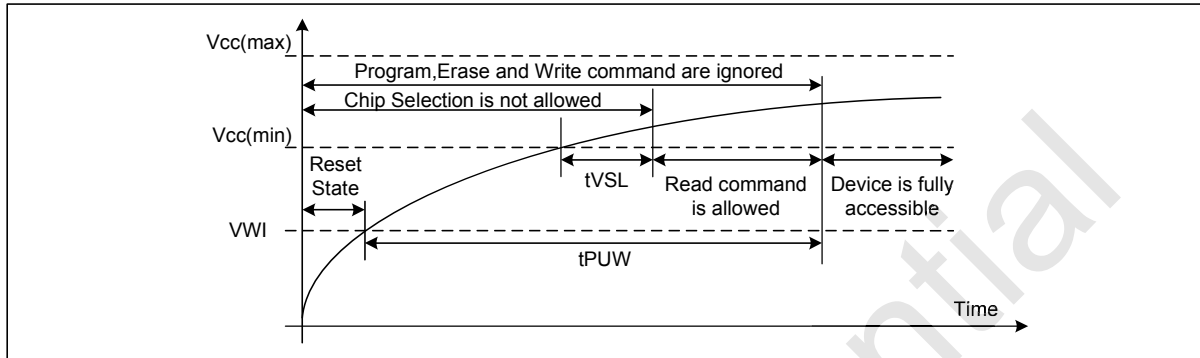 Vcc(max)
Program,Erase and Write command are ignored
Chip Selection is not allowed
Vcc(min)
Reset
State
tVSL
Read command
is allowed
Device is fully
accessible
VWI
tPUW
Time
ntial